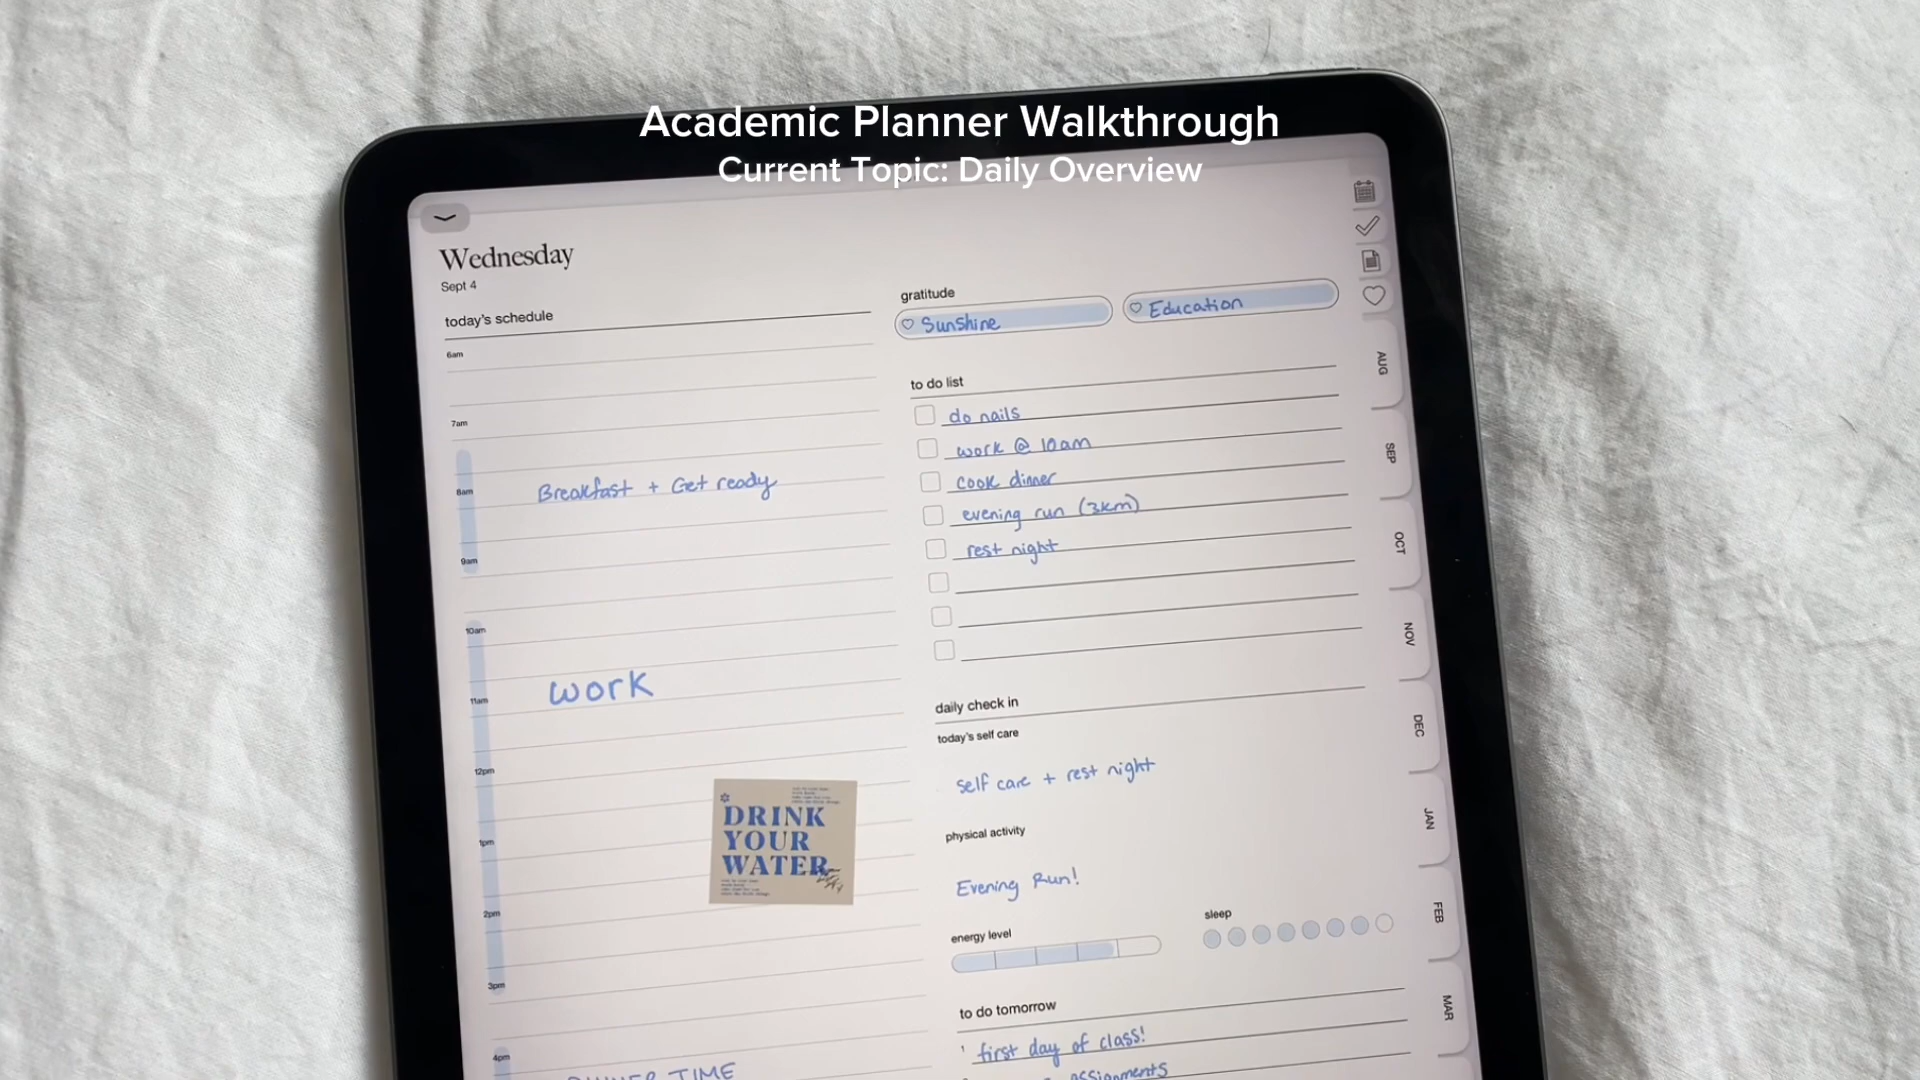 Academic Planner Walkthrough
Current Topic: Daily Overview
Wednesday
Sept 4
today's schedule
6am
7am
8am
Breakfast + Get ready
9am
10am
11am
work
12pm
DRINK
YOUR
WATER
1pm
2pm
3pm
4pm
TIME
gratitude
Sunshine
Education
to do list
do nails
work @ 10am
cook dinner
evening run (3km)
rest night
daily check in
today's self care
self care + rest night
physical activity
Evening Run!
energy level
sleep
to do tomorrow
first day of class!
assignments
AUG
SEP
OCT
NOV
DEC
JAN
FEB
MAR